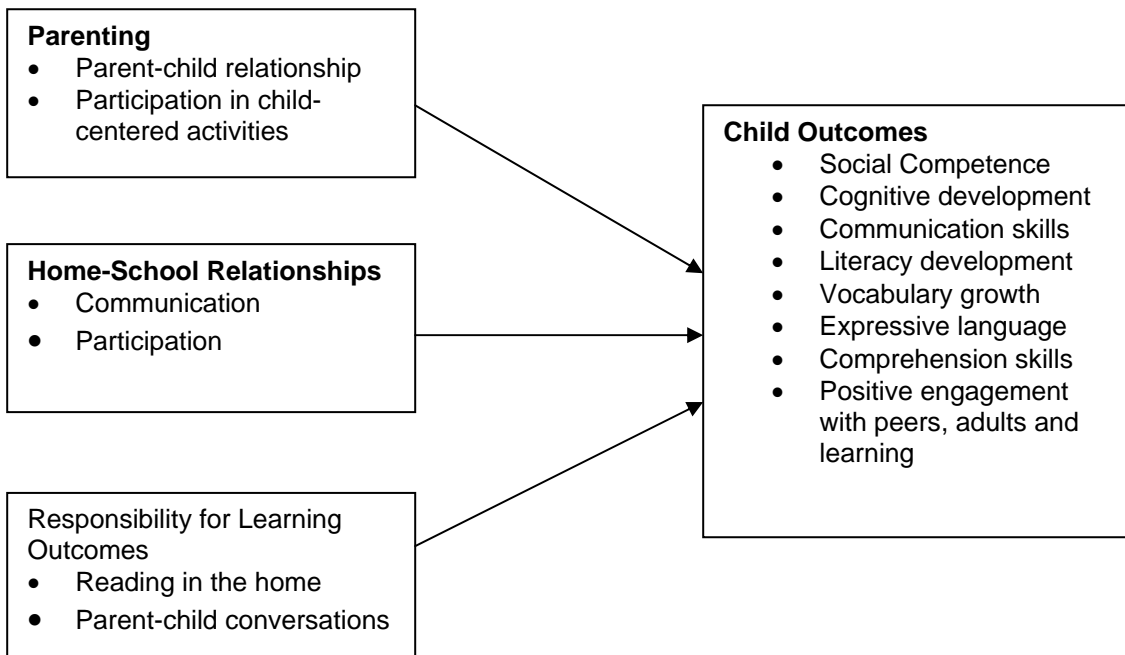 Parenting
• Parent-child relationship
• Participation in child-
centered activities
Home-School Relationships
• Communication
• Participation
Responsibility for Learning
Outcomes
• Reading in the home
• Parent-child conversations
Child Outcomes
• Social Competence
• Cognitive development
• Communication skills
• Literacy development
• Vocabulary growth
• Expressive language
• Comprehension skills
• Positive engagement
with peers, adults and
learning